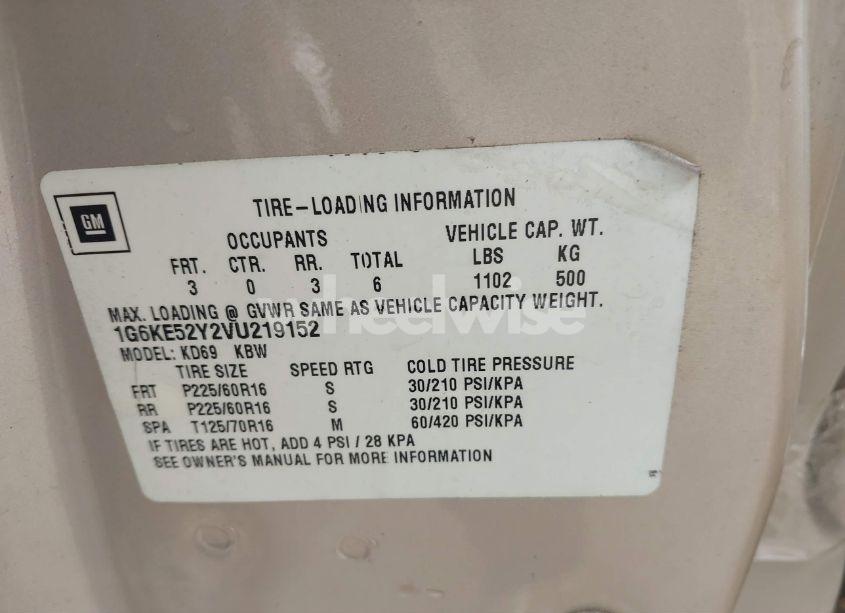 GM
TIRE-LOADING INFORMATION
OCCUPANTS VEHICLE CAP. WT.
FRT. CTR. RR. TOTAL LBS KG
3 0 3 6 1102 500
MAX. LOADING @ GVWR SAME AS VEHICLE CAPACITY WEIGHT.
1G6KE52Y2VU219152
MODEL: KD69 KBW
TIRE SIZE SPEED RTG COLD TIRE PRESSURE
FRT P225/60R16 S 30/210 PSI/KPA
RR P225/60R16 S 30/210 PSI/KPA
SPA T125/70R16 M 60/420 PSI/KPA
IF TIRES ARE HOT, ADD 4 PSI / 28 KPA
SEE OWNER'S MANUAL FOR MORE INFORMATION
wheelwise